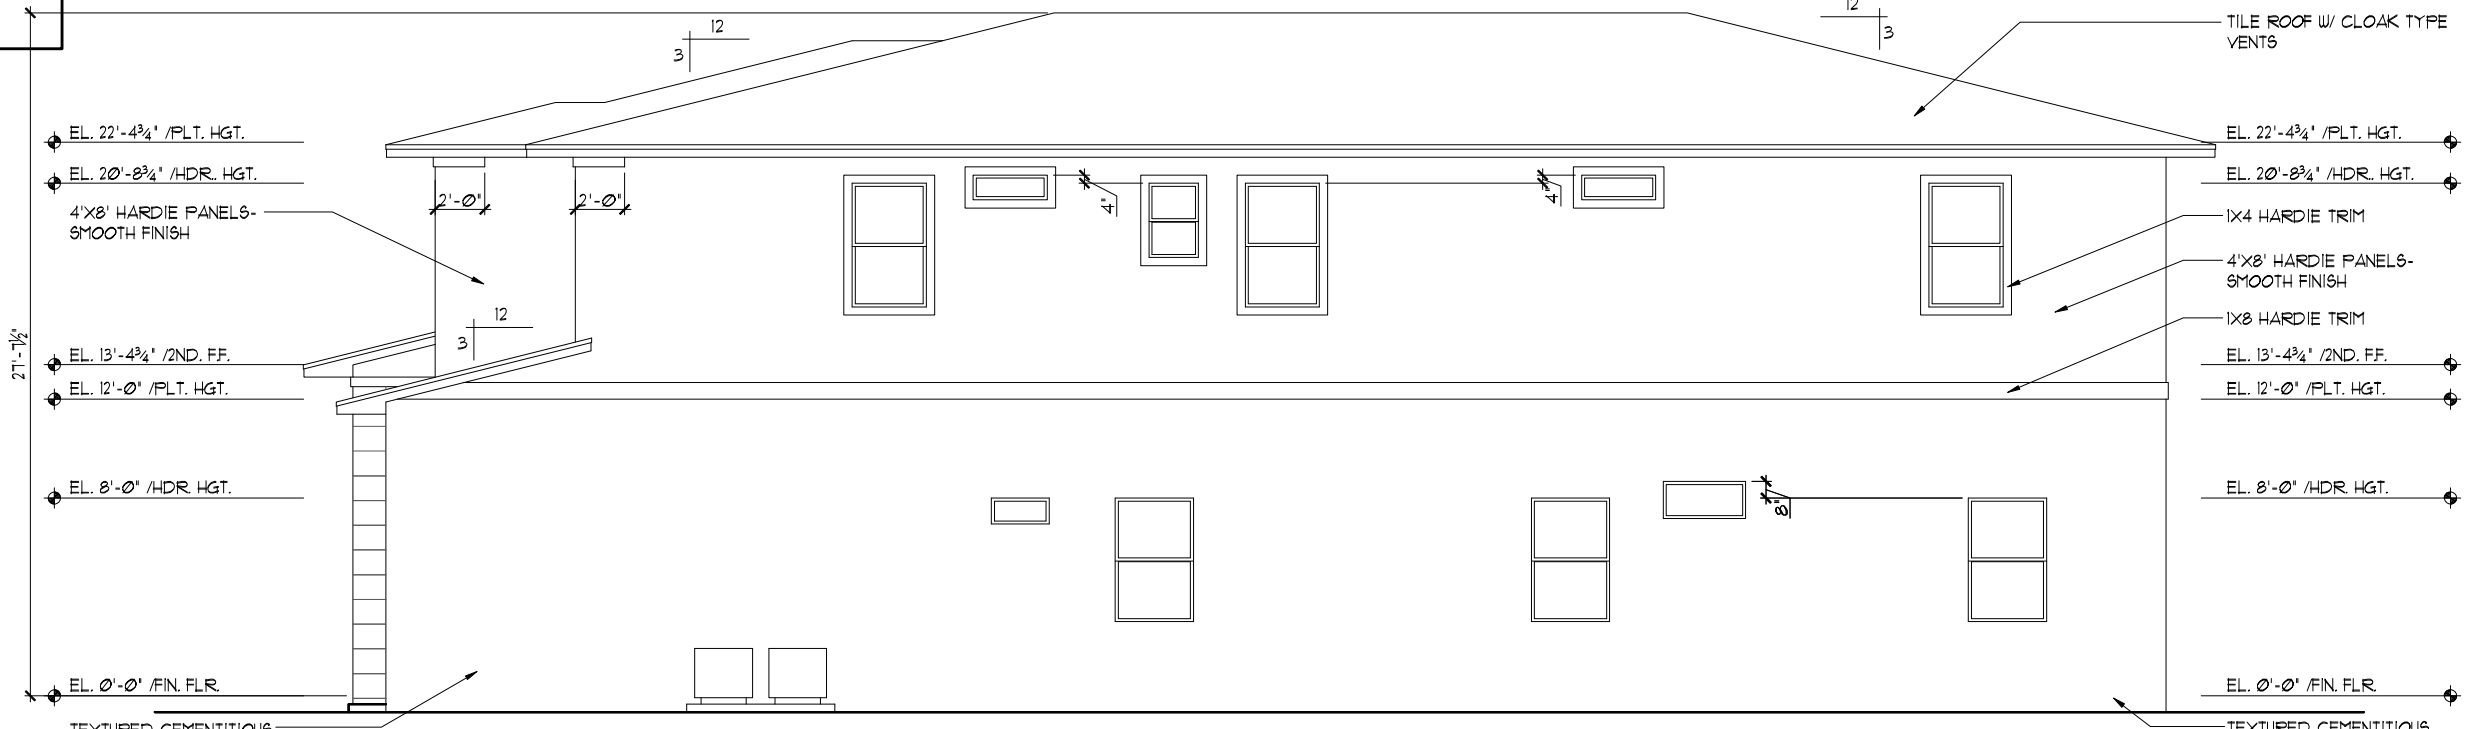 12
3
12
3
TILE ROOF W/ CLOAK TYPE
VENTS
EL. 22'-4¾" /PLT. HGT.
EL. 20'-8¾" /HDR. HGT.
4'X8' HARDIE PANELS-
SMOOTH FINISH
2'-0"
2'-0"
4"
4"
12
3
27'-7½"
EL. 13'-4¾" /2ND. F.F.
EL. 12'-0" /PLT. HGT.
EL. 8'-0" /HDR. HGT.
8"
EL. 0'-0" /FIN. FLR.
TEXTURED CEMENTITIOUS
EL. 22'-4¾" /PLT. HGT.
EL. 20'-8¾" /HDR. HGT.
1X4 HARDIE TRIM
4'X8' HARDIE PANELS-
SMOOTH FINISH
1X8 HARDIE TRIM
EL. 13'-4¾" /2ND. F.F.
EL. 12'-0" /PLT. HGT.
EL. 8'-0" /HDR. HGT.
EL. 0'-0" /FIN. FLR.
TEXTURED CEMENTITIOUS